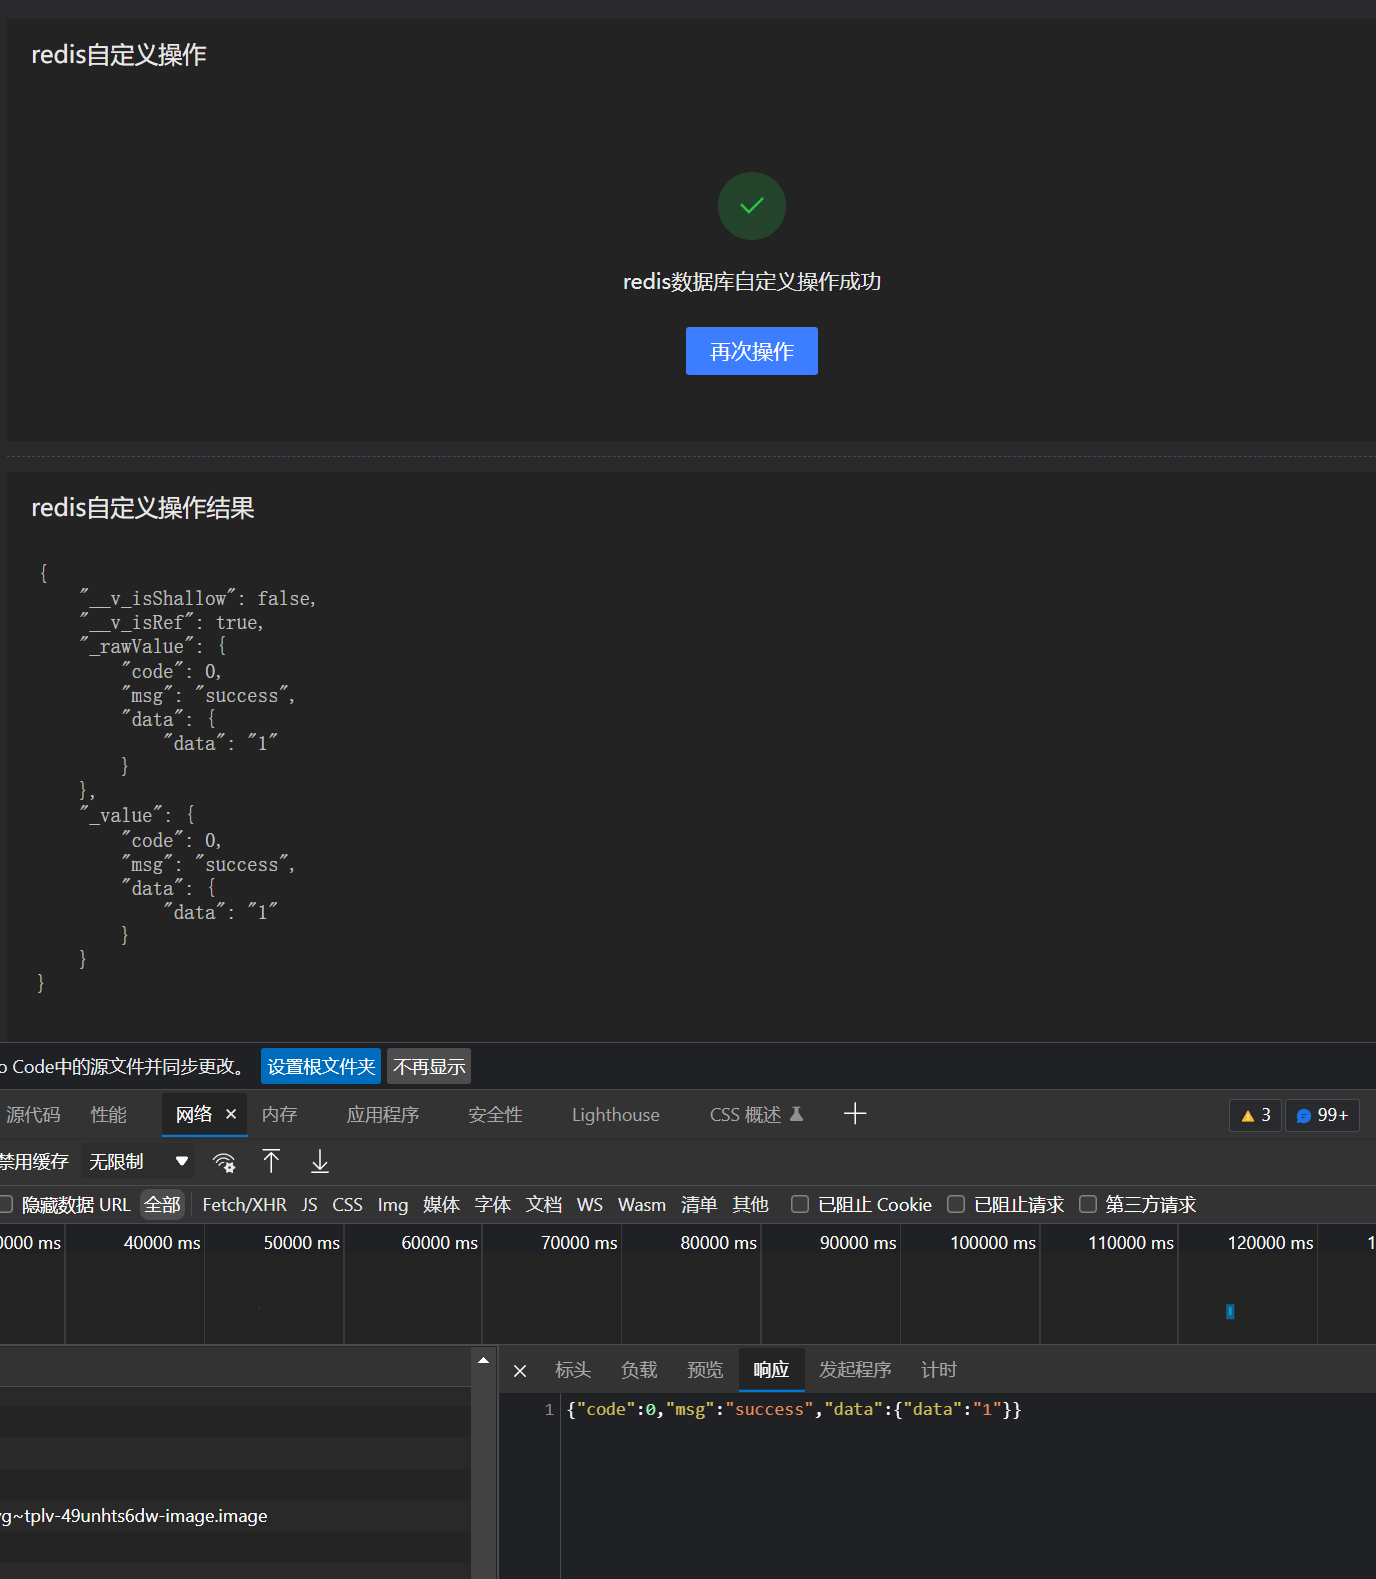 redis自定义操作
redis数据库自定义操作成功
再次操作
redis自定义操作结果
{
"__v_isShallow": false,
"__v_isRef": true,
"_rawValue": {
"code": 0,
"msg": "success",
"data": {
"data": "1"
}
},
"_value": {
"code": 0,
"msg": "success",
"data": {
"data": "1"
}
}
}
o Code中的源文件并同步更改。 设置根文件夹 不再显示
源代码 性能 网络 × 内存 应用程序 安全性 Lighthouse CSS 概述 3 99+
禁用缓存 无限制
隐藏数据 URL 全部 Fetch/XHR JS CSS Img 媒体 字体 文档 WS Wasm 清单 其他 已阻止 Cookie 已阻止请求 第三方请求
0000 ms 40000 ms 50000 ms 60000 ms 70000 ms 80000 ms 90000 ms 100000 ms 110000 ms 120000 ms 1
× 标头 负载 预览 响应 发起程序 计时
1 {"code":0,"msg":"success","data":{"data":"1"}}
g~tplv-49unhts6dw-image.image